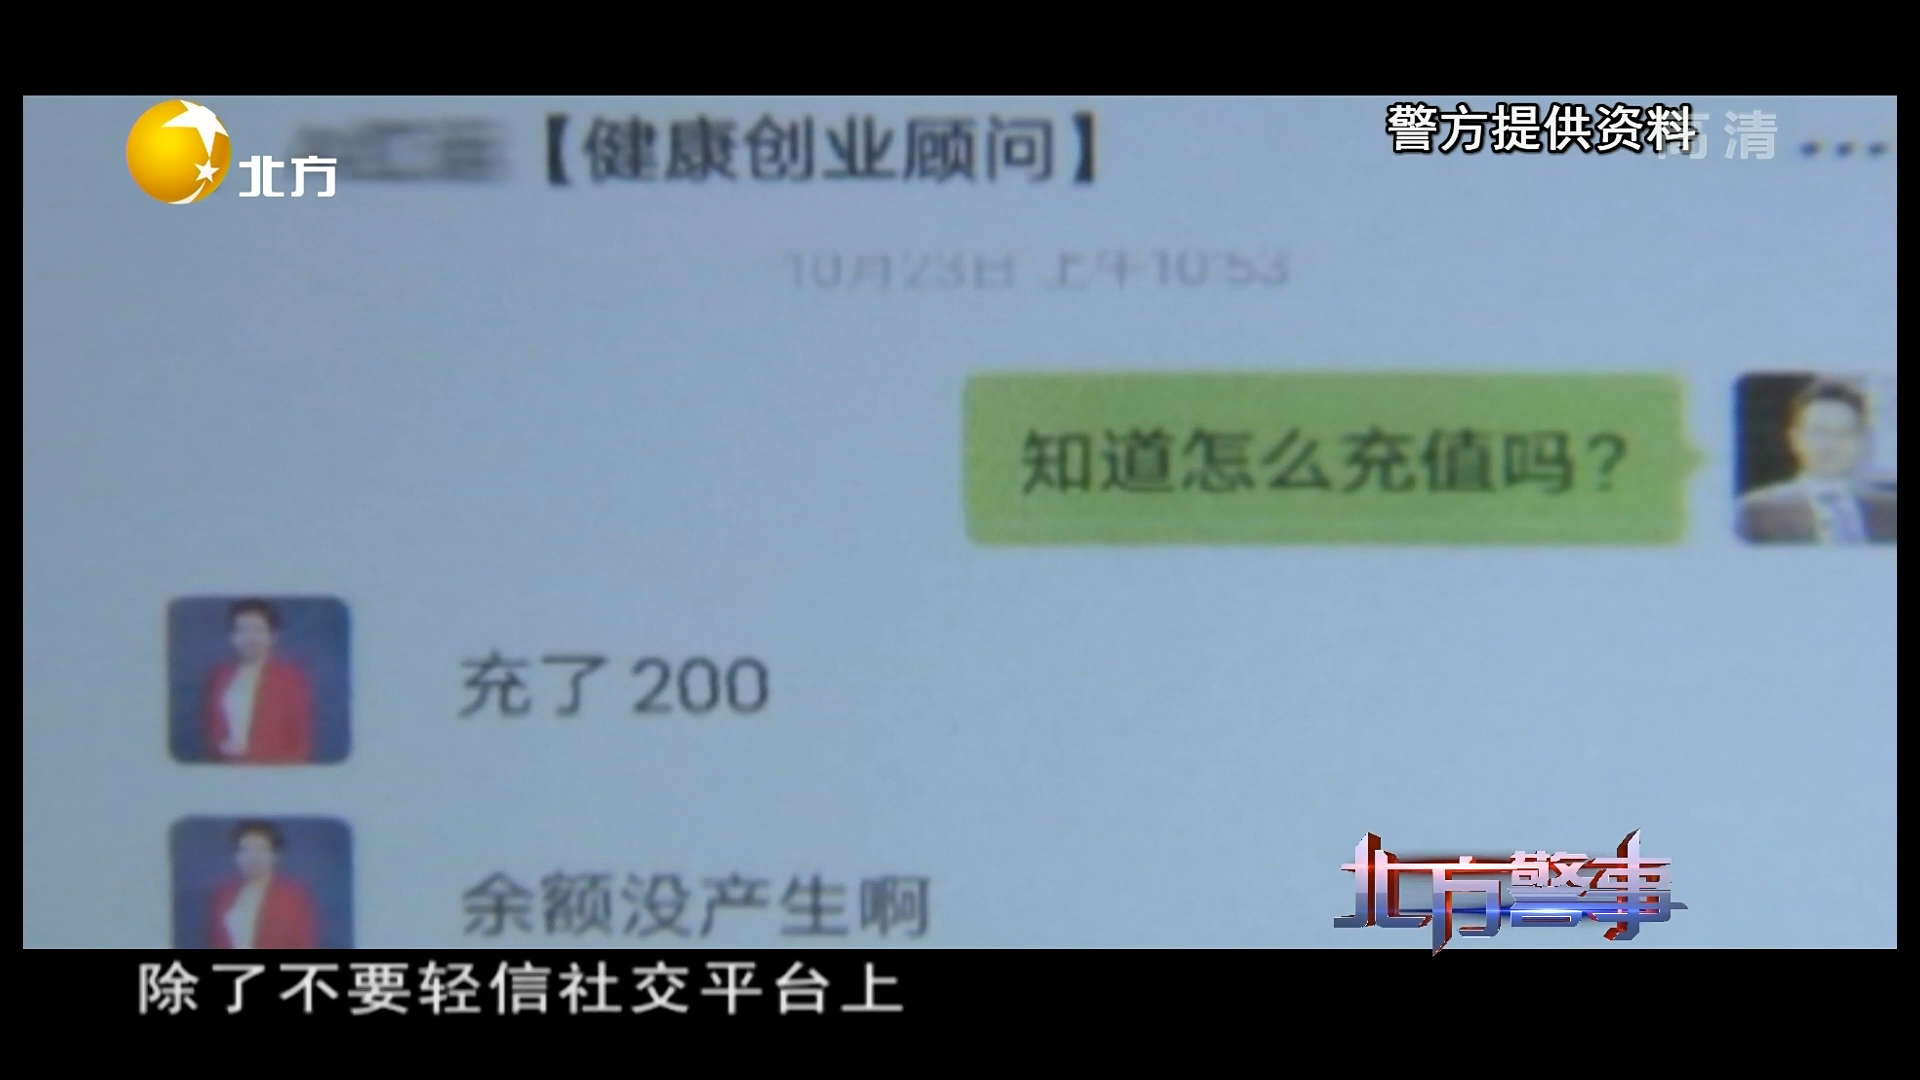 北方
【健康创业顾问】
警方提供资料
高清
10月23日 上午10:53
知道怎么充值吗？
充了200
余额没产生啊
北方警事
除了不要轻信社交平台上